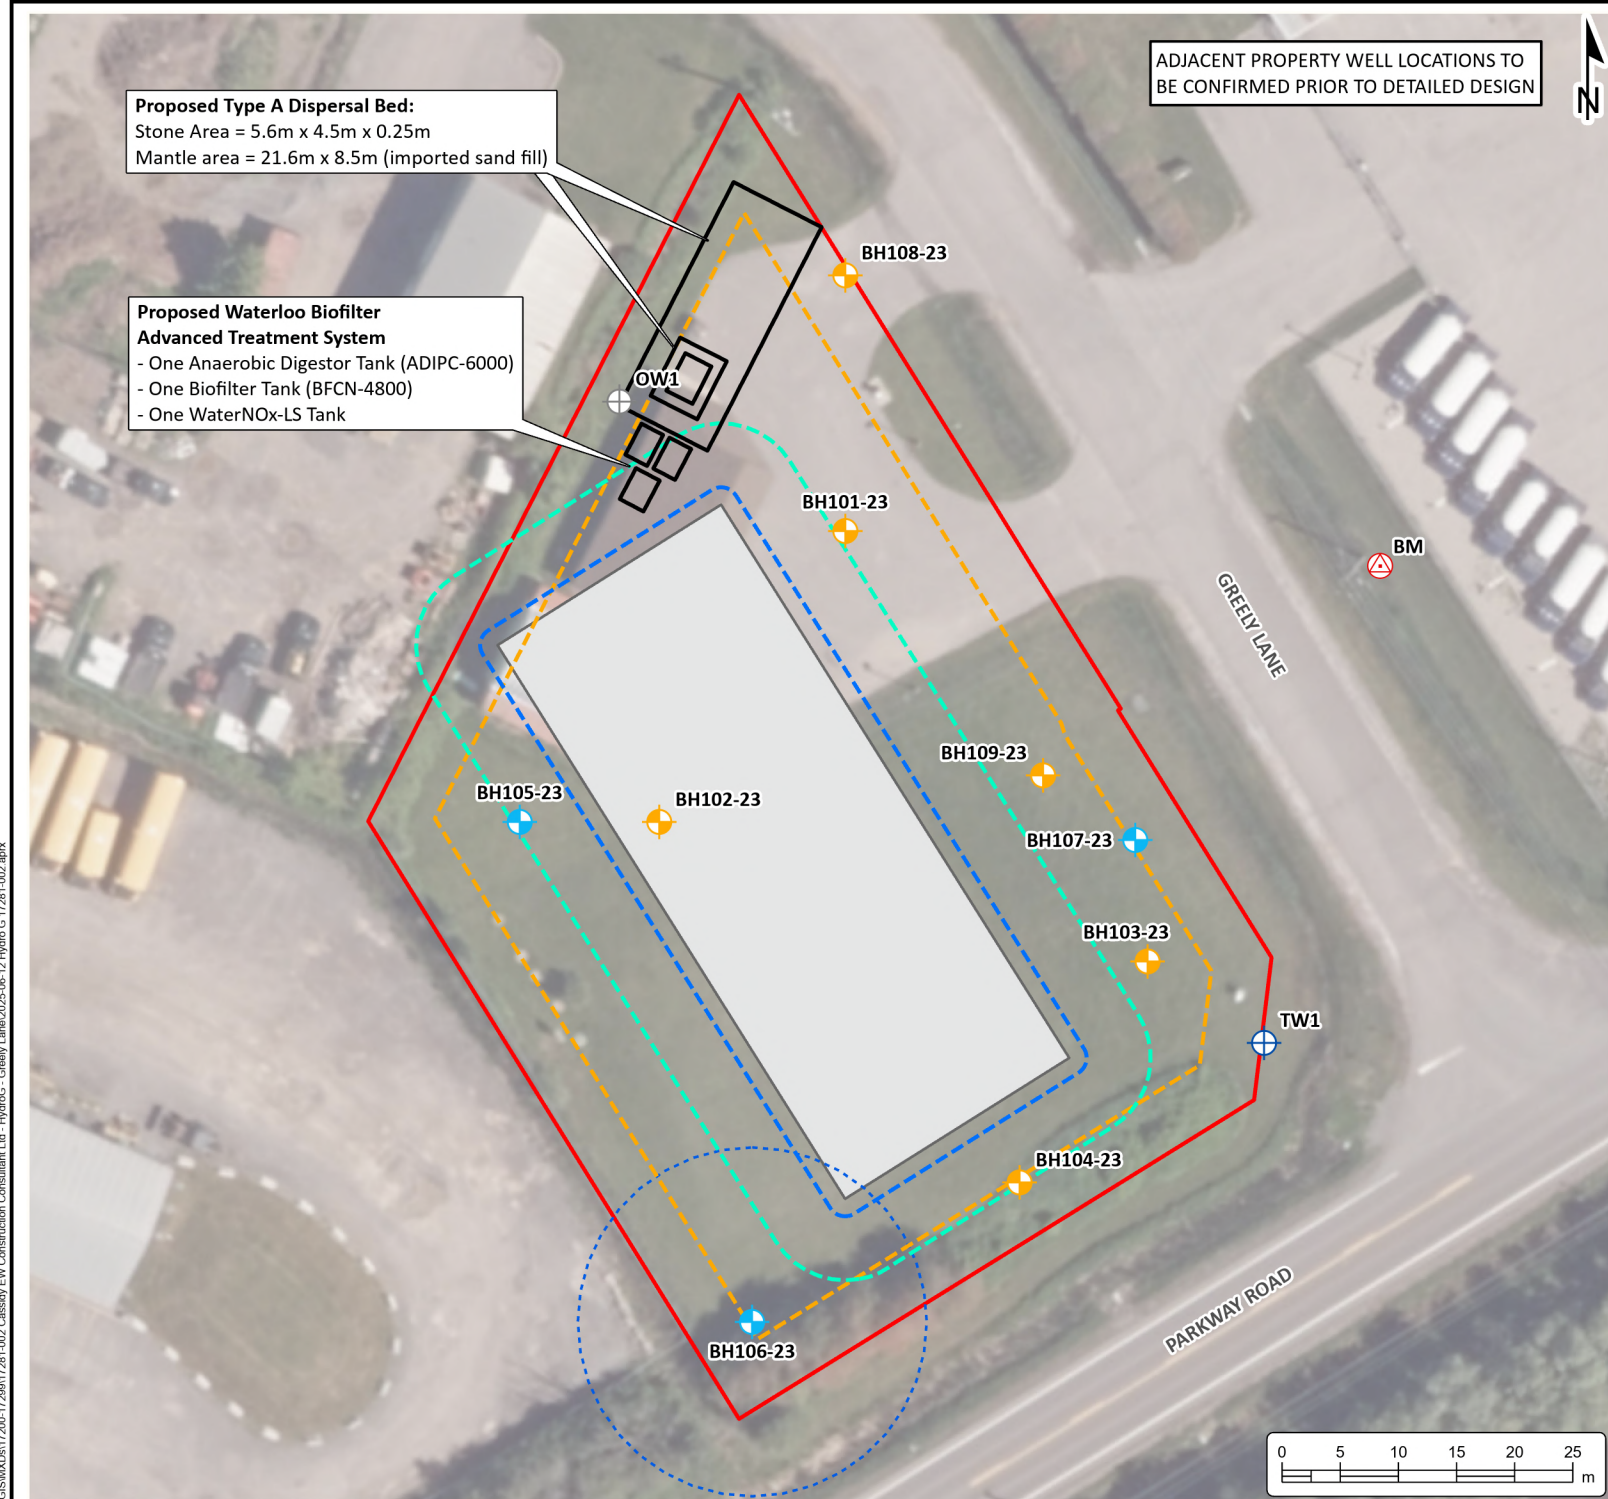 ADJACENT PROPERTY WELL LOCATIONS TO
BE CONFIRMED PRIOR TO DETAILED DESIGN
N
Proposed Type A Dispersal Bed:
Stone Area = 5.6m x 4.5m x 0.25m
Mantle area = 21.6m x 8.5m (imported sand fill)
BH108-23
Proposed Waterloo Biofilter
Advanced Treatment System
- One Anaerobic Digestor Tank (ADIPC-6000)
- One Biofilter Tank (BFCN-4800)
- One WaterNOx-LS Tank
OW1
BH101-23
BM
GREELY LANE
BH109-23
BH105-23
BH102-23
BH107-23
BH103-23
TW1
BH104-23
BH106-23
PARKWAY ROAD
0 5 10 15 20 25
m